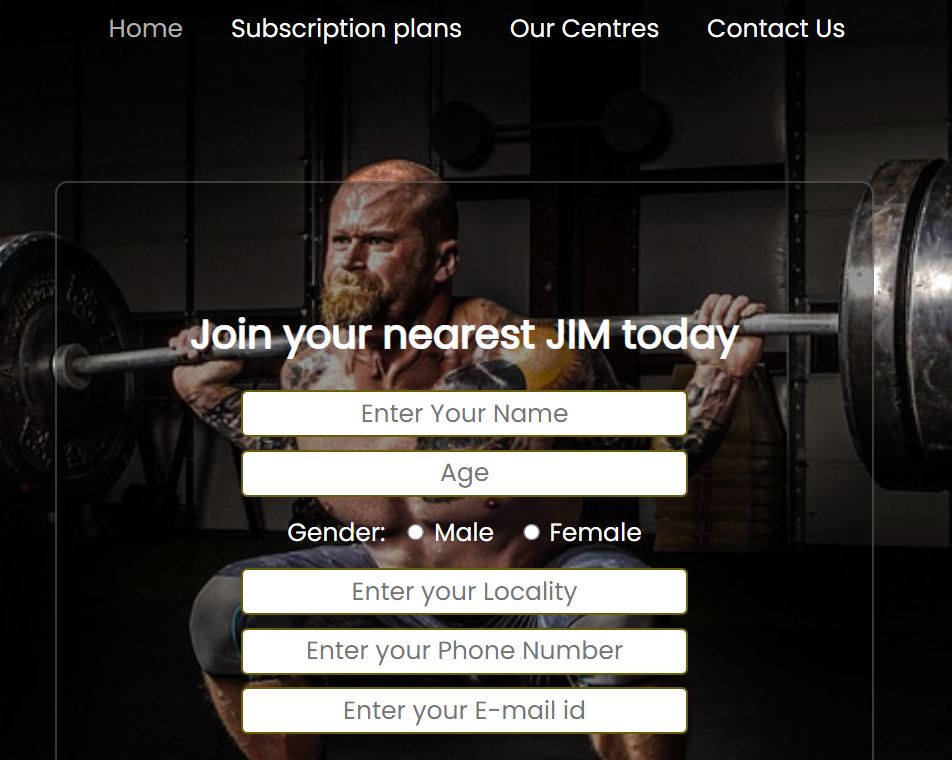 Home Subscription plans Our Centres Contact Us
Join your nearest JIM today
Enter Your Name
Age
Gender: Male Female
Enter your Locality
Enter your Phone Number
Enter your E-mail id